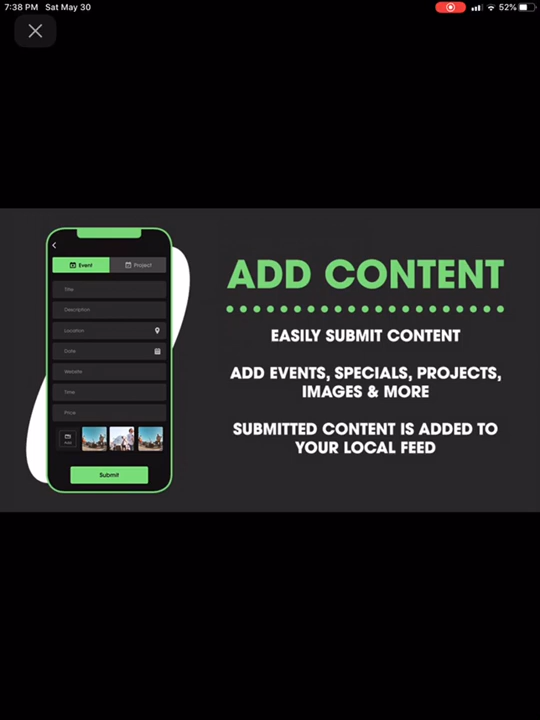 7:38 PM Sat May 30
52%
Event
Project
Title
Description
Location
Date
Website
Time
Price
Submit
ADD CONTENT
EASILY SUBMIT CONTENT
ADD EVENTS, SPECIALS, PROJECTS,
IMAGES & MORE
SUBMITTED CONTENT IS ADDED TO
YOUR LOCAL FEED